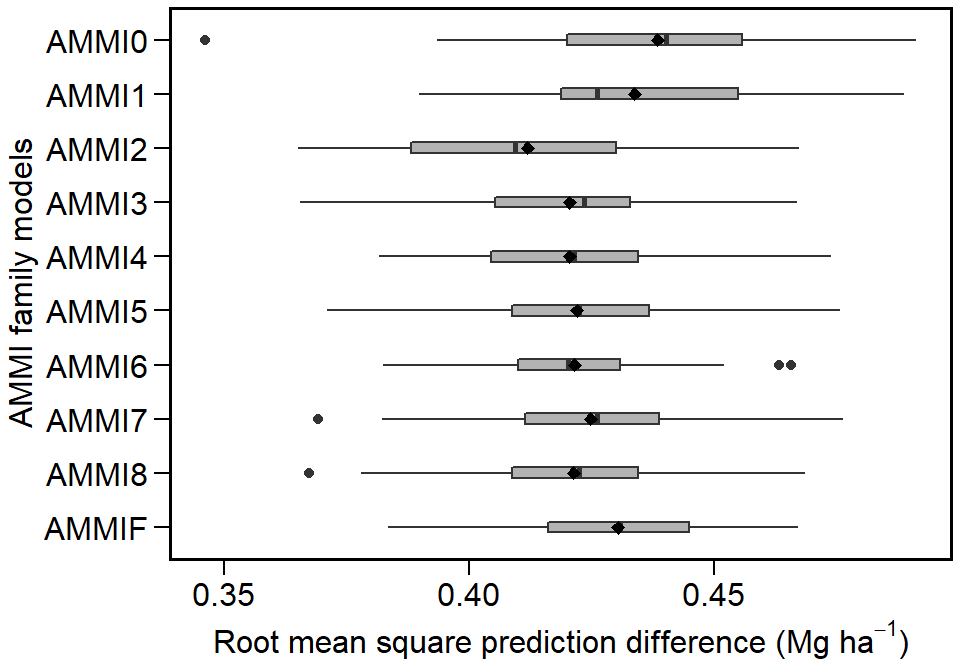 AMMI family models
AMMI0
AMMI1
AMMI2
AMMI3
AMMI4
AMMI5
AMMI6
AMMI7
AMMI8
AMMIF
0.35 0.40 0.45
Root mean square prediction difference (Mg ha⁻¹)